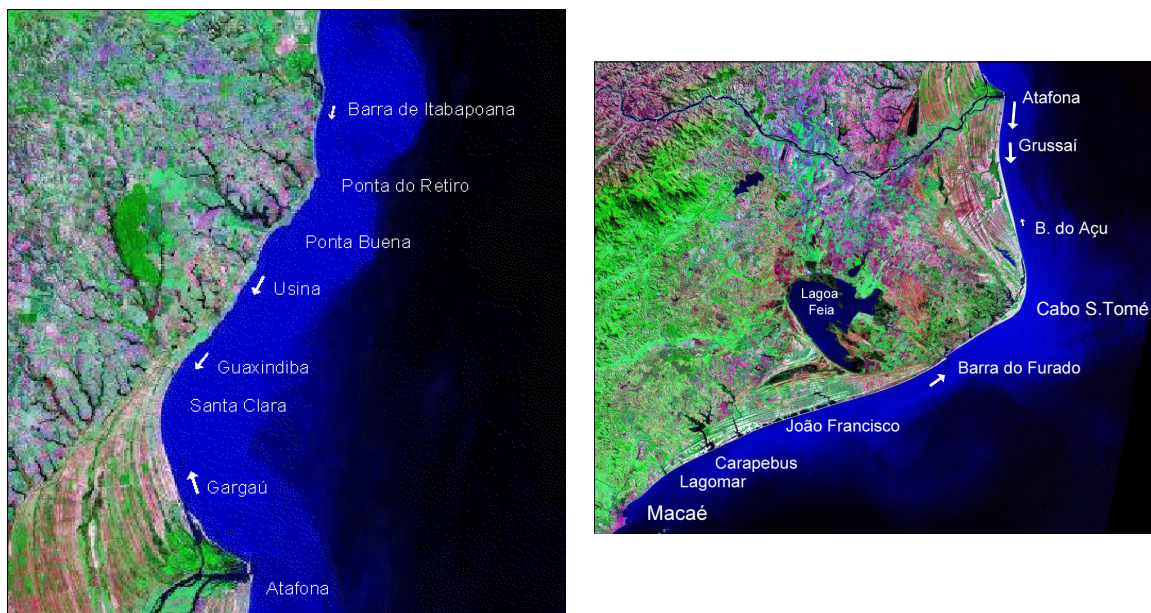 Barra de Itabapoana
Ponta do Retiro
Ponta Buena
Usina
Guaxindiba
Santa Clara
Gargaú
Atafona
Atafona
Grussaí
B. do Açu
Lagoa
Feia
Cabo S.Tomé
Barra do Furado
João Francisco
Carapebus
Lagomar
Macaé